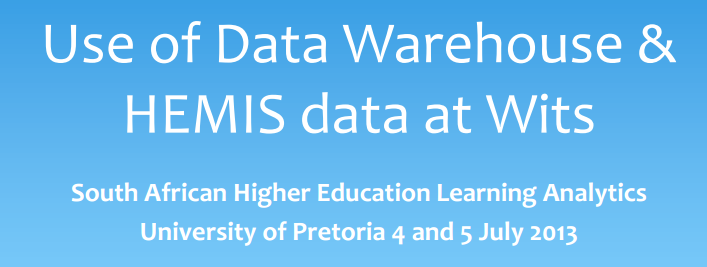 Use of Data Warehouse &
HEMIS data at Wits
South African Higher Education Learning Analytics
University of Pretoria 4 and 5 July 2013